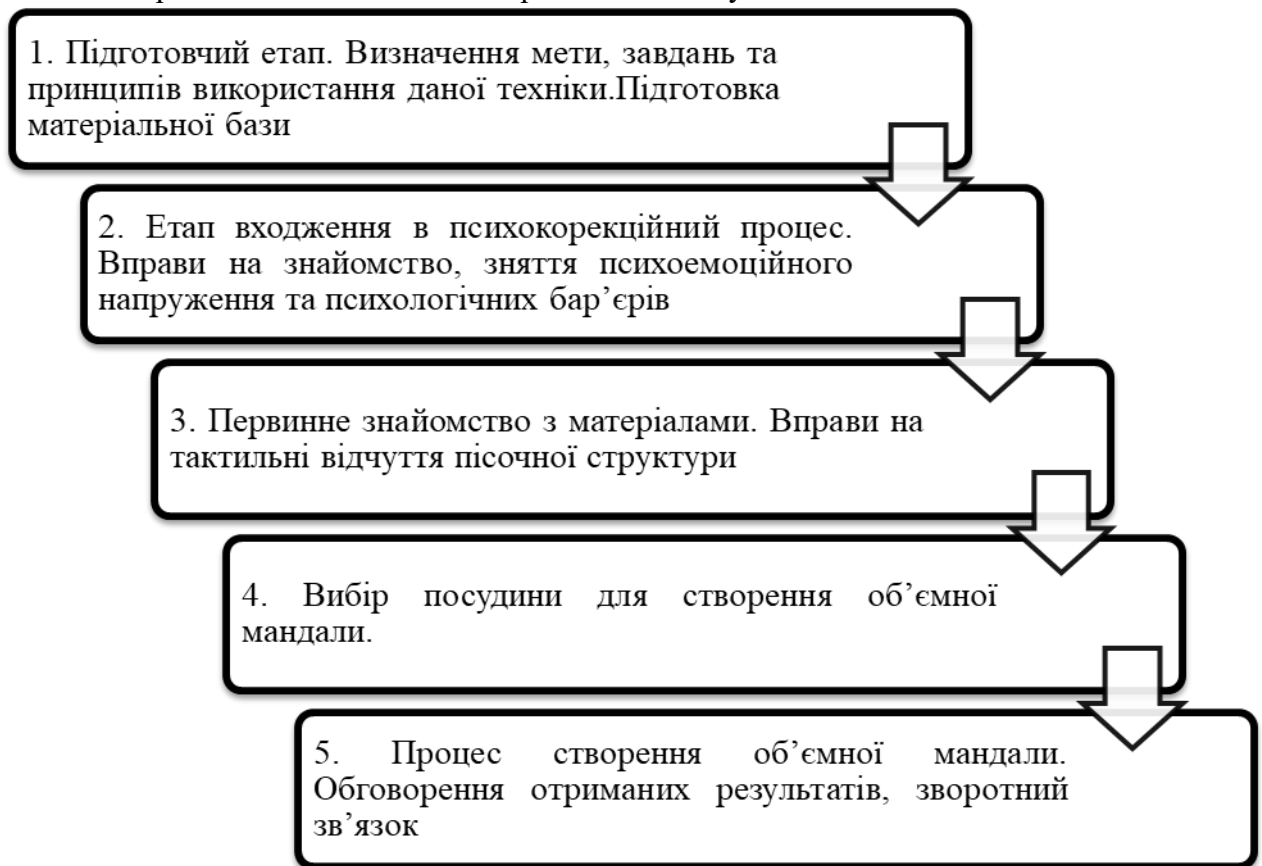 1. Підготовчий етап. Визначення мети, завдань та
принципів використання даної техніки.Підготовка
матеріальної бази
2. Етап входження в психокорекційний процес.
Вправи на знайомство, зняття психоемоційного
напруження та психологічних бар’єрів
3. Первинне знайомство з матеріалами. Вправи на
тактильні відчуття пісочної структури
4. Вибір посудини для створення об’ємної
мандали.
5. Процес створення об’ємної мандали.
Обговорення отриманих результатів, зворотний
зв’язок